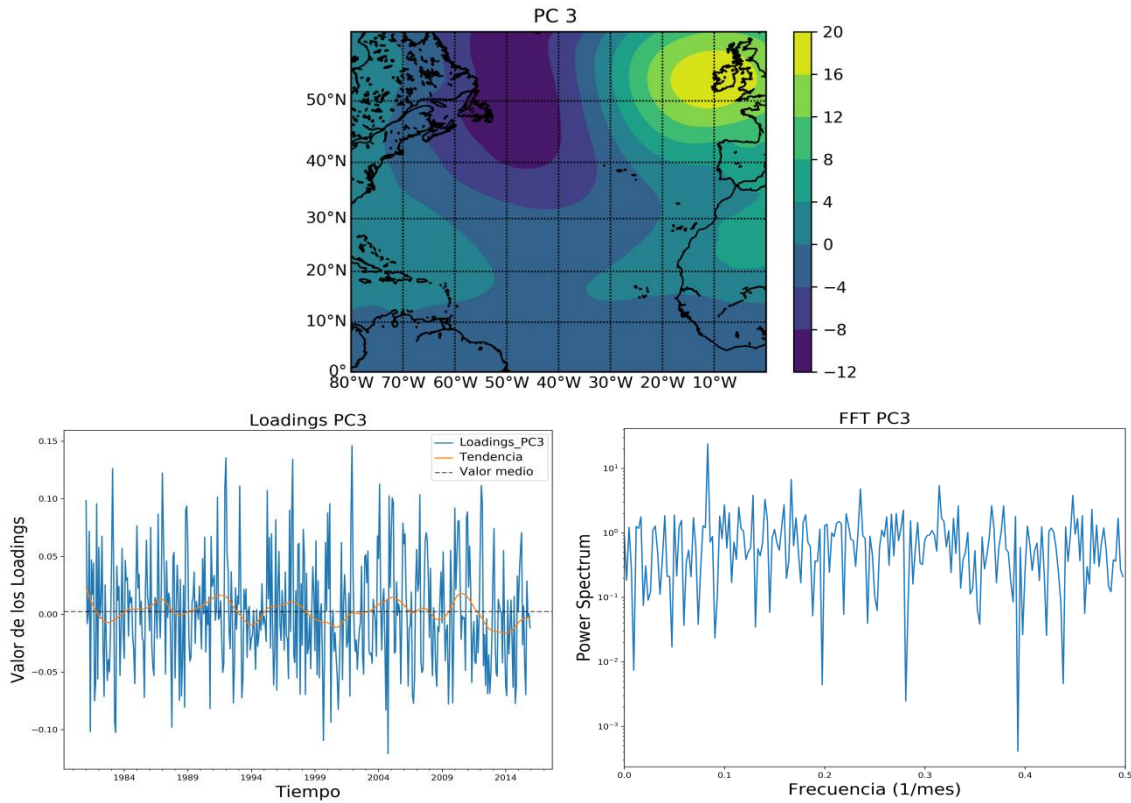 PC 3
50°N
40°N
30°N
20°N
10°N
0°
80°W 70°W 60°W 50°W 40°W 30°W 20°W 10°W
20
16
12
8
4
0
−4
−8
−12
Loadings PC3
Valor de los Loadings
0.15
0.10
0.05
0.00
−0.05
−0.10
Loadings_PC3
Tendencia
Valor medio
1984 1989 1994 1999 2004 2009 2014
Tiempo
FFT PC3
Power Spectrum
10¹
10⁰
10⁻¹
10⁻²
10⁻³
0.0 0.1 0.2 0.3 0.4 0.5
Frecuencia (1/mes)